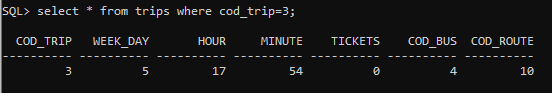 SQL> select * from trips where cod_trip=3;
COD_TRIP WEEK_DAY HOUR MINUTE TICKETS COD_BUS COD_ROUTE
---------- ---------- ---------- ---------- ---------- ---------- ----------
3 5 17 54 0 4 10